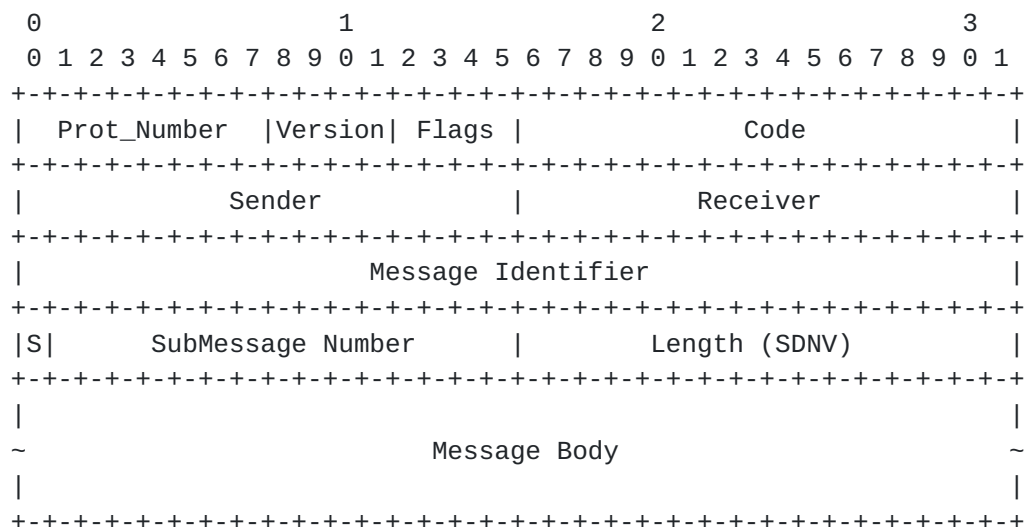 0                   1                   2                   3
 0 1 2 3 4 5 6 7 8 9 0 1 2 3 4 5 6 7 8 9 0 1 2 3 4 5 6 7 8 9 0 1
+-+-+-+-+-+-+-+-+-+-+-+-+-+-+-+-+-+-+-+-+-+-+-+-+-+-+-+-+-+-+-+-+
|  Prot_Number  |Version| Flags |              Code             |
+-+-+-+-+-+-+-+-+-+-+-+-+-+-+-+-+-+-+-+-+-+-+-+-+-+-+-+-+-+-+-+-+
|             Sender            |           Receiver            |
+-+-+-+-+-+-+-+-+-+-+-+-+-+-+-+-+-+-+-+-+-+-+-+-+-+-+-+-+-+-+-+-+
|                      Message Identifier                       |
+-+-+-+-+-+-+-+-+-+-+-+-+-+-+-+-+-+-+-+-+-+-+-+-+-+-+-+-+-+-+-+-+
|S|      SubMessage Number      |        Length (SDNV)          |
+-+-+-+-+-+-+-+-+-+-+-+-+-+-+-+-+-+-+-+-+-+-+-+-+-+-+-+-+-+-+-+-+
|                                                               |
~                          Message Body                         ~
|                                                               |
+-+-+-+-+-+-+-+-+-+-+-+-+-+-+-+-+-+-+-+-+-+-+-+-+-+-+-+-+-+-+-+-+